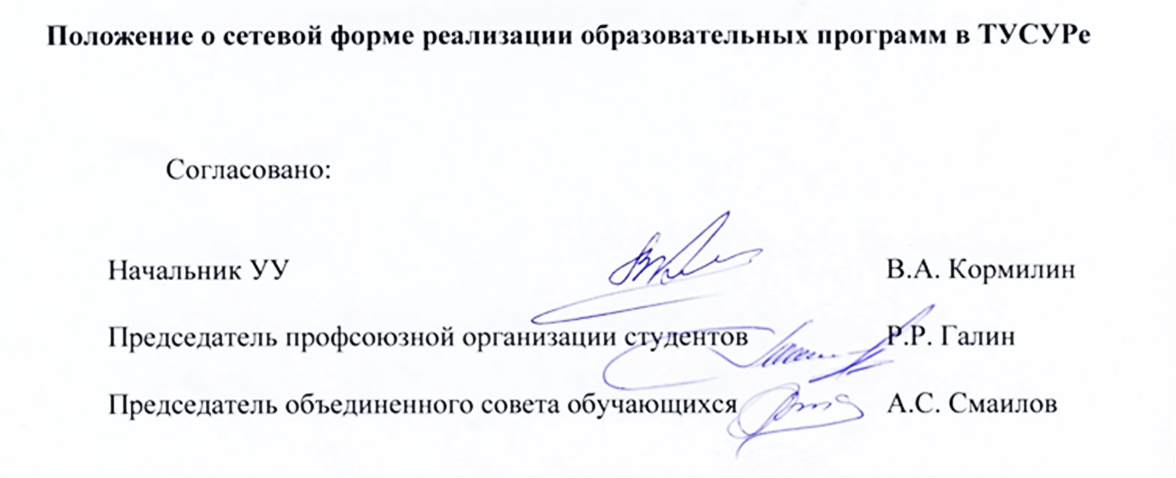 Положение о сетевой форме реализации образовательных программ в ТУСУРе
Согласовано:
Начальник УУ В.А. Кормилин
Председатель профсоюзной организации студентов Р.Р. Галин
Председатель объединенного совета обучающихся А.С. Смаилов